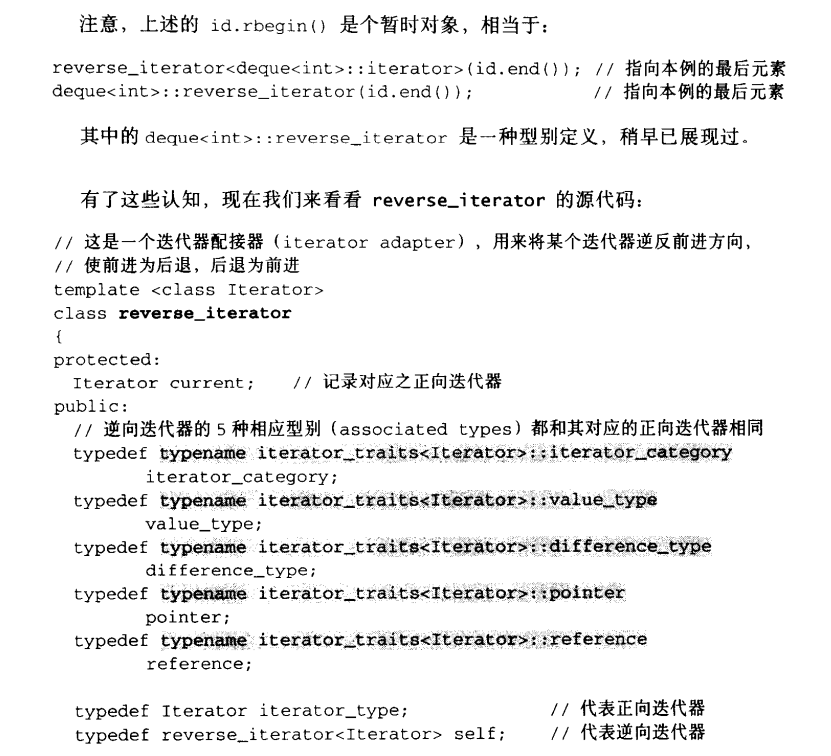 注意，上述的 id.rbegin() 是个暂时对象，相当于：
reverse_iterator<deque<int>::iterator>(id.end()); // 指向本例的最后元素
deque<int>::reverse_iterator(id.end()); // 指向本例的最后元素
其中的 deque<int>::reverse_iterator 是一种型别定义，稍早已展现过。
有了这些认知，现在我们来看看 reverse_iterator 的源代码：
// 这是一个迭代器配接器（iterator adapter），用来将某个迭代器逆反前进方向，
// 使前进为后退，后退为前进
template <class Iterator>
class reverse_iterator
{
protected:
  Iterator current; // 记录对应之正向迭代器
public:
  // 逆向迭代器的 5 种相应型别（associated types）都和其对应的正向迭代器相同
  typedef typename iterator_traits<Iterator>::iterator_category
          iterator_category;
  typedef typename iterator_traits<Iterator>::value_type
          value_type;
  typedef typename iterator_traits<Iterator>::difference_type
          difference_type;
  typedef typename iterator_traits<Iterator>::pointer
          pointer;
  typedef typename iterator_traits<Iterator>::reference
          reference;
  typedef Iterator iterator_type; // 代表正向迭代器
  typedef reverse_iterator<Iterator> self; // 代表逆向迭代器